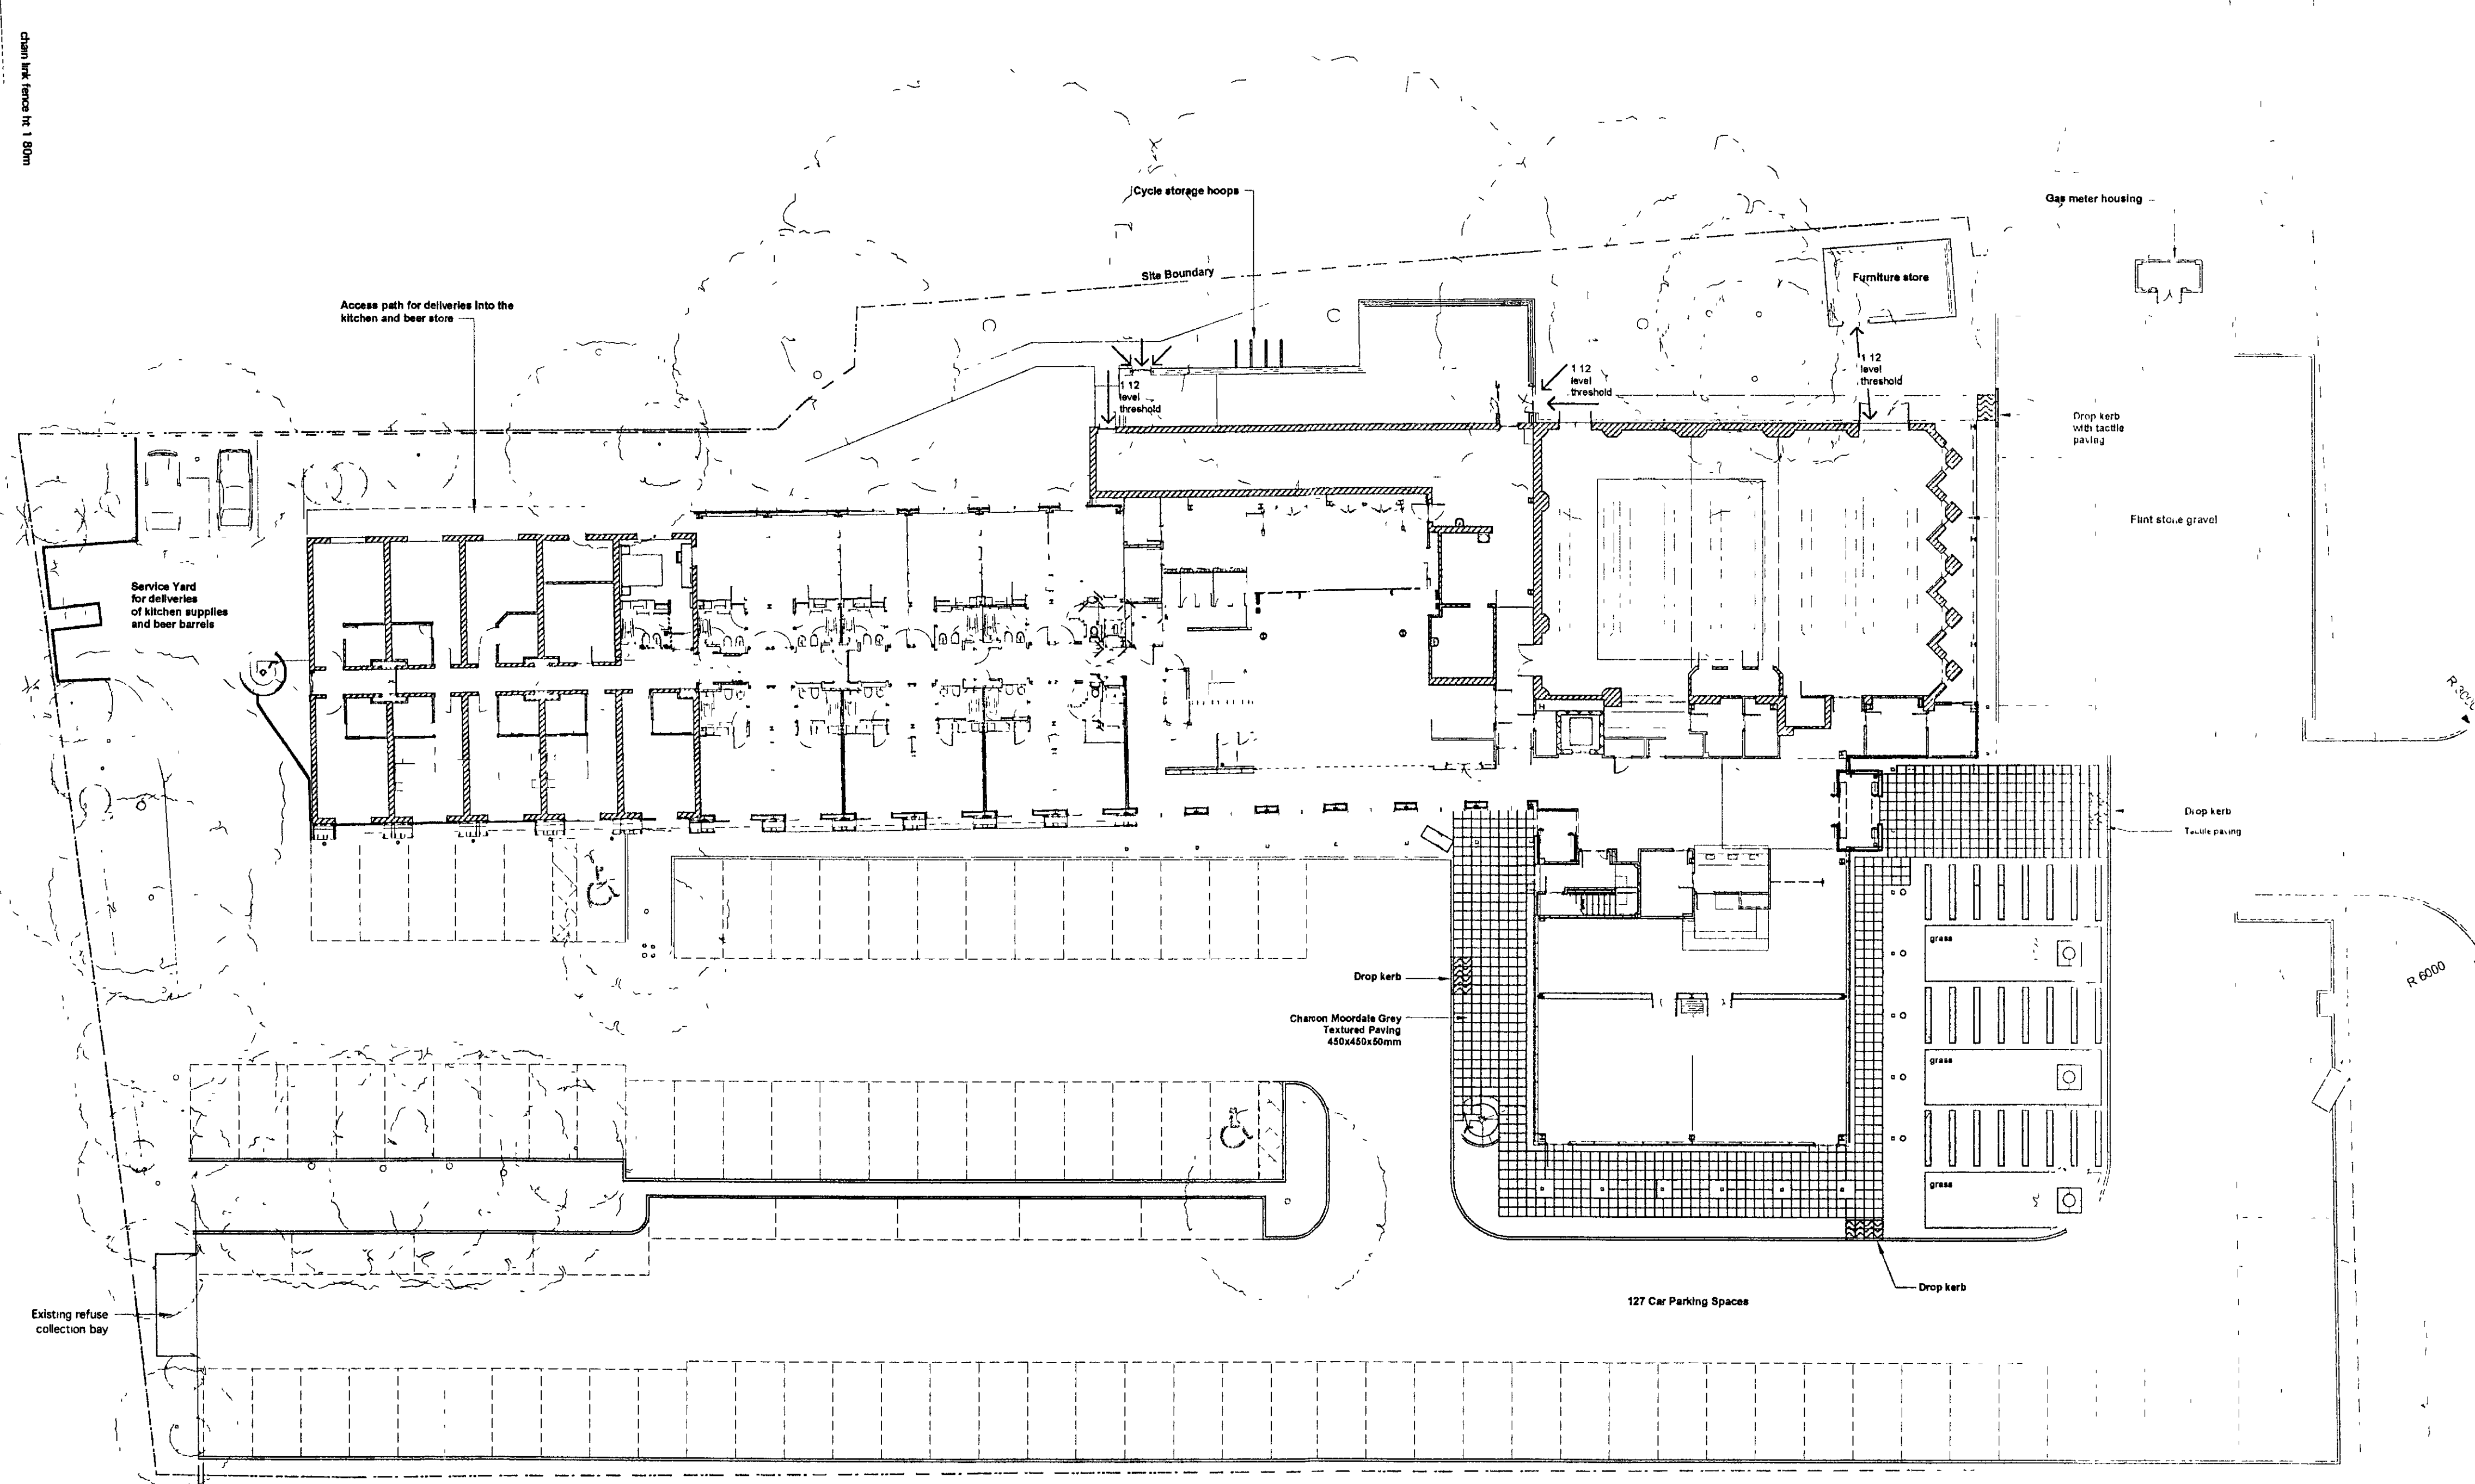 chain link fence ht 1 80m
Cycle storage hoops
Gas meter housing
Site Boundary
Furniture store
Access path for deliveries into the
kitchen and beer store
1 12
level
threshold
1 12
level
threshold
1 12
level
threshold
Drop kerb
with tactile
paving
Flint stone gravel
Service Yard
for deliveries
of kitchen supplies
and beer barrels
H
Drop kerb
Tactile paving
grass
Drop kerb
R 6000
Charcon Moordale Grey
Textured Paving
450x450x50mm
grass
grass
Drop kerb
127 Car Parking Spaces
Existing refuse
collection bay